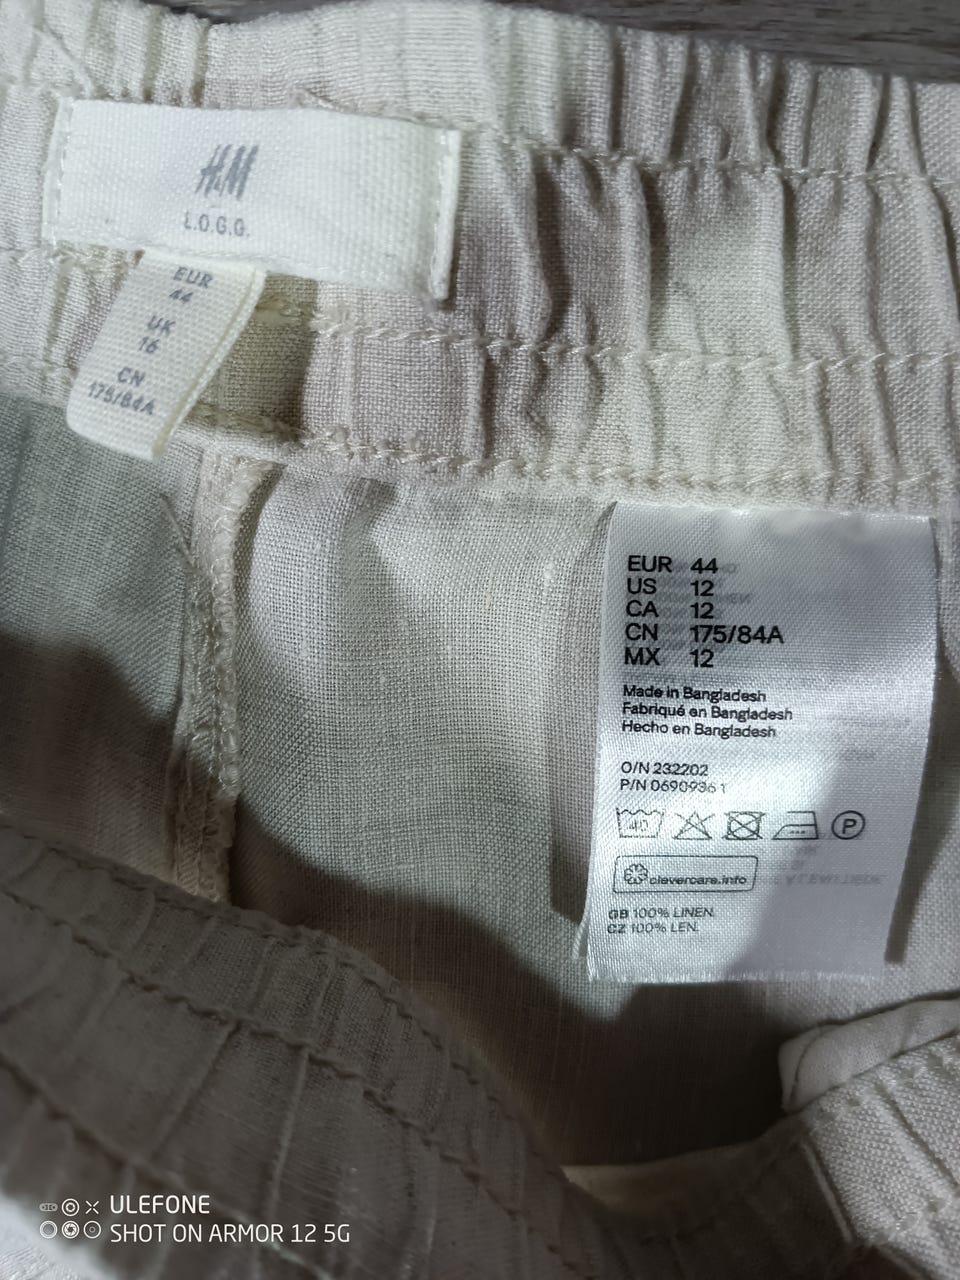 H&M
L.O.G.G.
EUR
44
UK
16
CN
175/84A
EUR 44
US 12
CA 12
CN 175/84A
MX 12
Made in Bangladesh
Fabriqué en Bangladesh
Hecho en Bangladesh
O/N 232202
P/N 06909361
40
P
clevercare.info
GB 100% LINEN.
CZ 100% LEN.
ULEFONE
SHOT ON ARMOR 12 5G